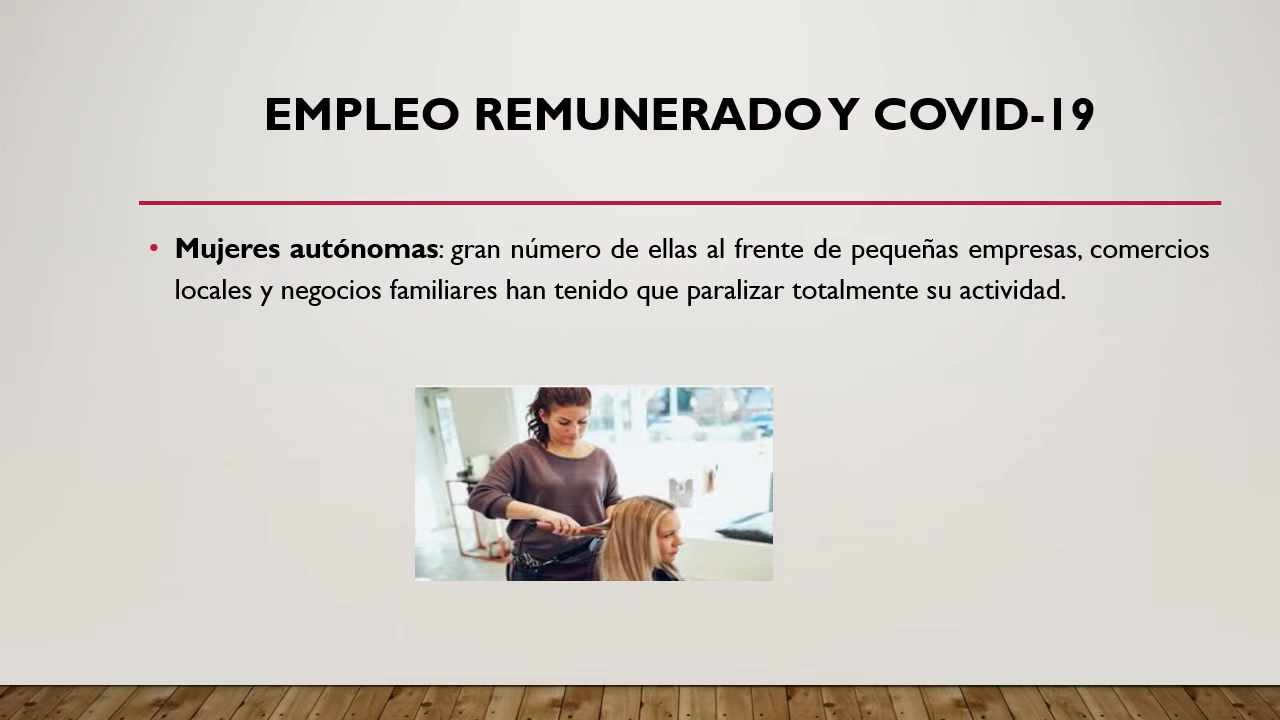 EMPLEO REMUNERADO Y COVID-19
• Mujeres autónomas: gran número de ellas al frente de pequeñas empresas, comercios
locales y negocios familiares han tenido que paralizar totalmente su actividad.